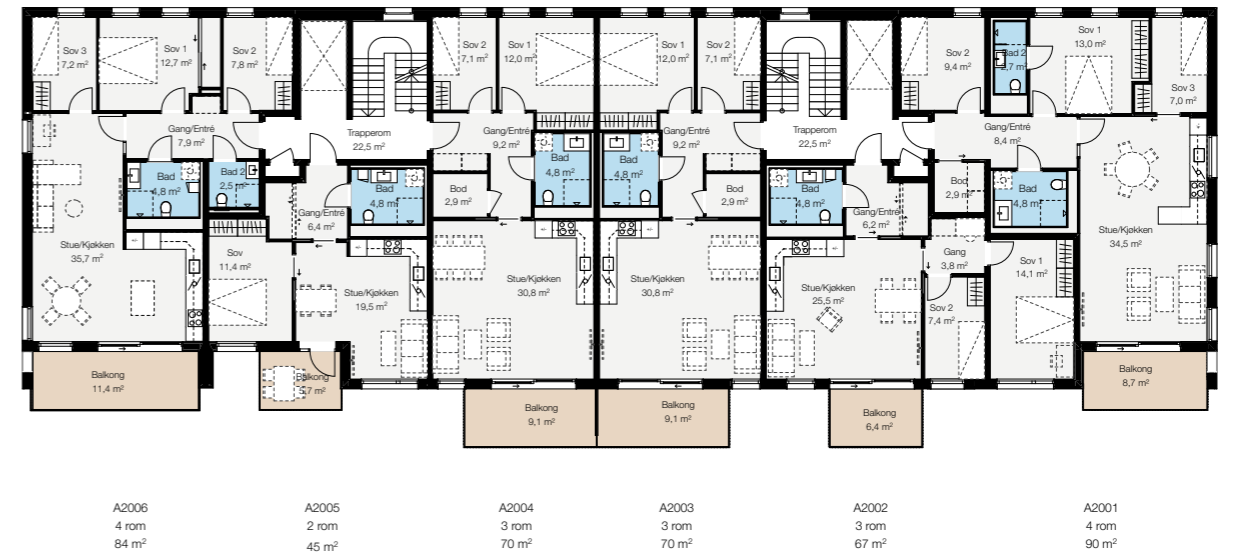 Sov 3
7,2 m²
Sov 1
12,7 m²
Sov 2
7,8 m²
Gang/Entré
7,9 m²
Bad
4,8 m²
Bad 2
2,5 m²
Stue/Kjøkken
35,7 m²
Balkong
11,4 m²
Trapperom
22,5 m²
Bad
4,8 m²
Gang/Entré
6,4 m²
Sov
11,4 m²
Stue/Kjøkken
19,5 m²
Balkong
5,7 m²
Sov 2
7,1 m²
Sov 1
12,0 m²
Gang/Entré
9,2 m²
Bad
4,8 m²
Bod
2,9 m²
Stue/Kjøkken
30,8 m²
Balkong
9,1 m²
Sov 1
12,0 m²
Sov 2
7,1 m²
Gang/Entré
9,2 m²
Bad
4,8 m²
Bod
2,9 m²
Stue/Kjøkken
30,8 m²
Balkong
9,1 m²
Trapperom
22,5 m²
Bad
4,8 m²
Gang/Entré
6,2 m²
Stue/Kjøkken
25,5 m²
Gang
3,8 m²
Sov 2
7,4 m²
Sov 1
14,1 m²
Balkong
6,4 m²
Sov 2
9,4 m²
Bad 2
2,7 m²
Sov 1
13,0 m²
Sov 3
7,0 m²
Gang/Entré
8,4 m²
Bod
2,9 m²
Bad
4,8 m²
Stue/Kjøkken
34,5 m²
Balkong
8,7 m²
A2006
4 rom
84 m²
A2005
2 rom
45 m²
A2004
3 rom
70 m²
A2003
3 rom
70 m²
A2002
3 rom
67 m²
A2001
4 rom
90 m²